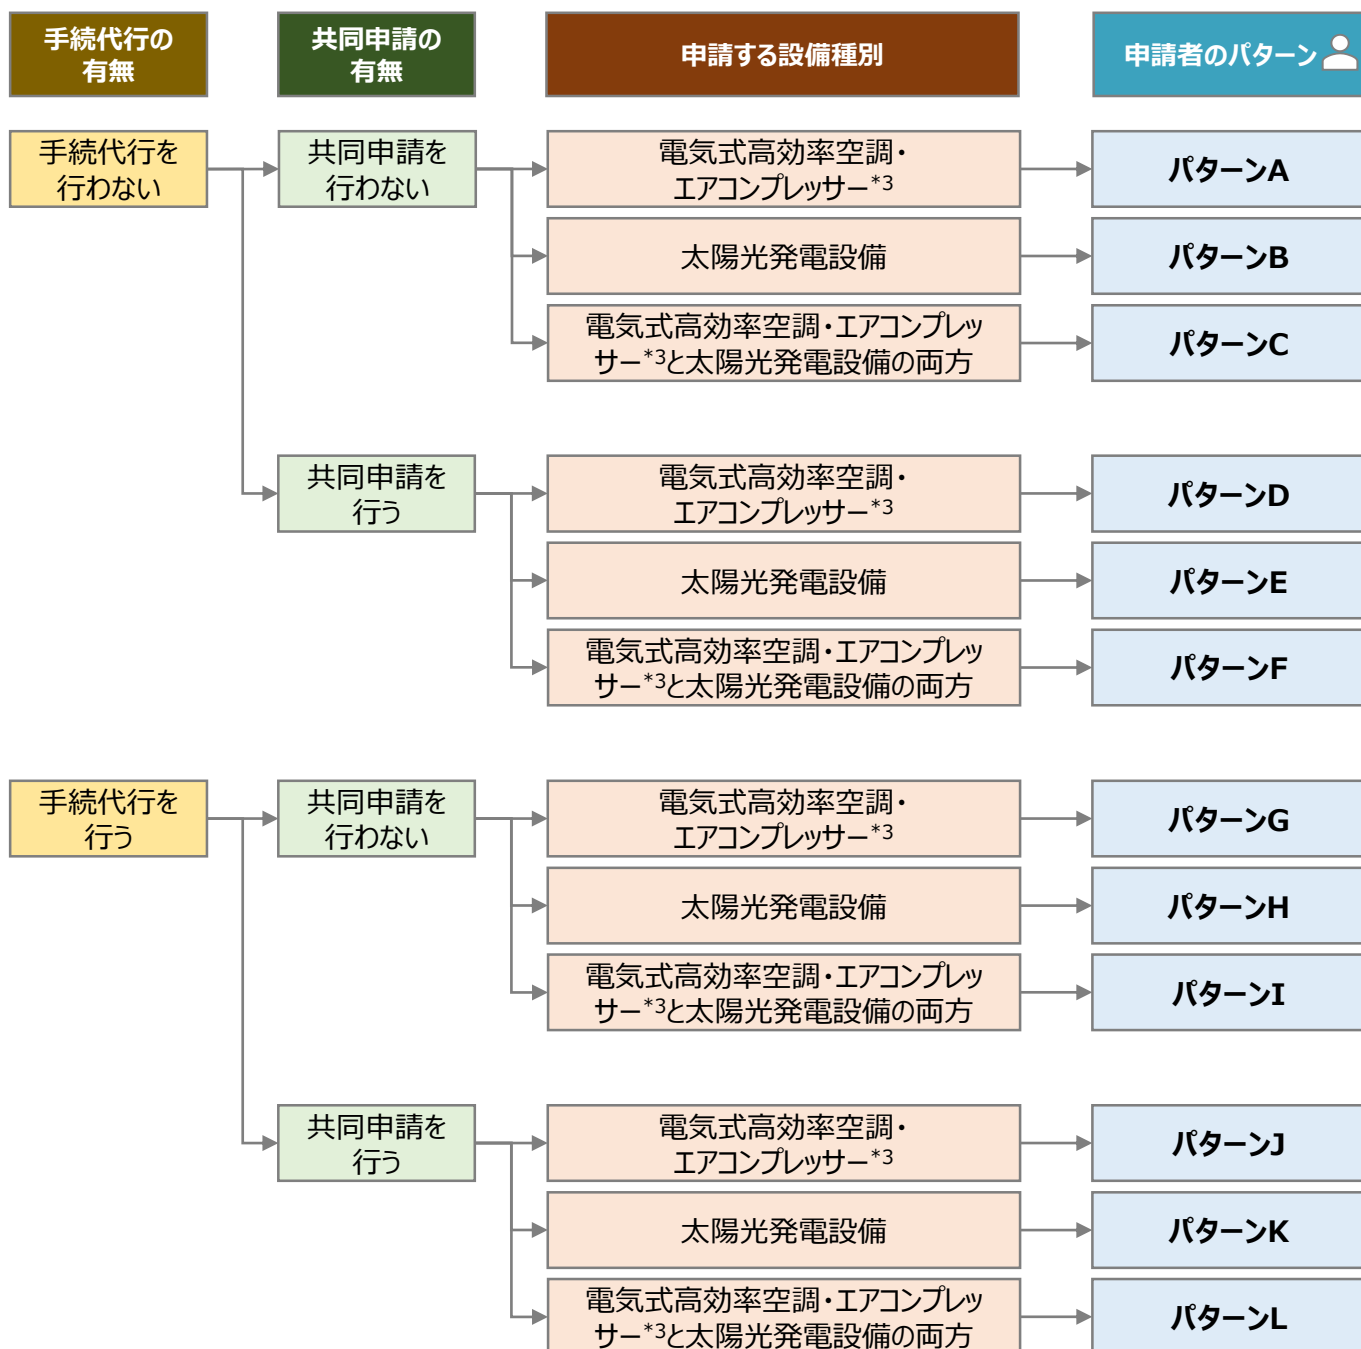 手続代行の
有無
共同申請の
有無
申請する設備種別
申請者のパターン
手続代行を
行わない
共同申請を
行わない
電気式高効率空調・
エアコンプレッサー*3
パターンA
太陽光発電設備
パターンB
電気式高効率空調・エアコンプレッ
サー*3と太陽光発電設備の両方
パターンC
共同申請を
行う
電気式高効率空調・
エアコンプレッサー*3
パターンD
太陽光発電設備
パターンE
電気式高効率空調・エアコンプレッ
サー*3と太陽光発電設備の両方
パターンF
手続代行を
行う
共同申請を
行わない
電気式高効率空調・
エアコンプレッサー*3
パターンG
太陽光発電設備
パターンH
電気式高効率空調・エアコンプレッ
サー*3と太陽光発電設備の両方
パターンI
共同申請を
行う
電気式高効率空調・
エアコンプレッサー*3
パターンJ
太陽光発電設備
パターンK
電気式高効率空調・エアコンプレッ
サー*3と太陽光発電設備の両方
パターンL